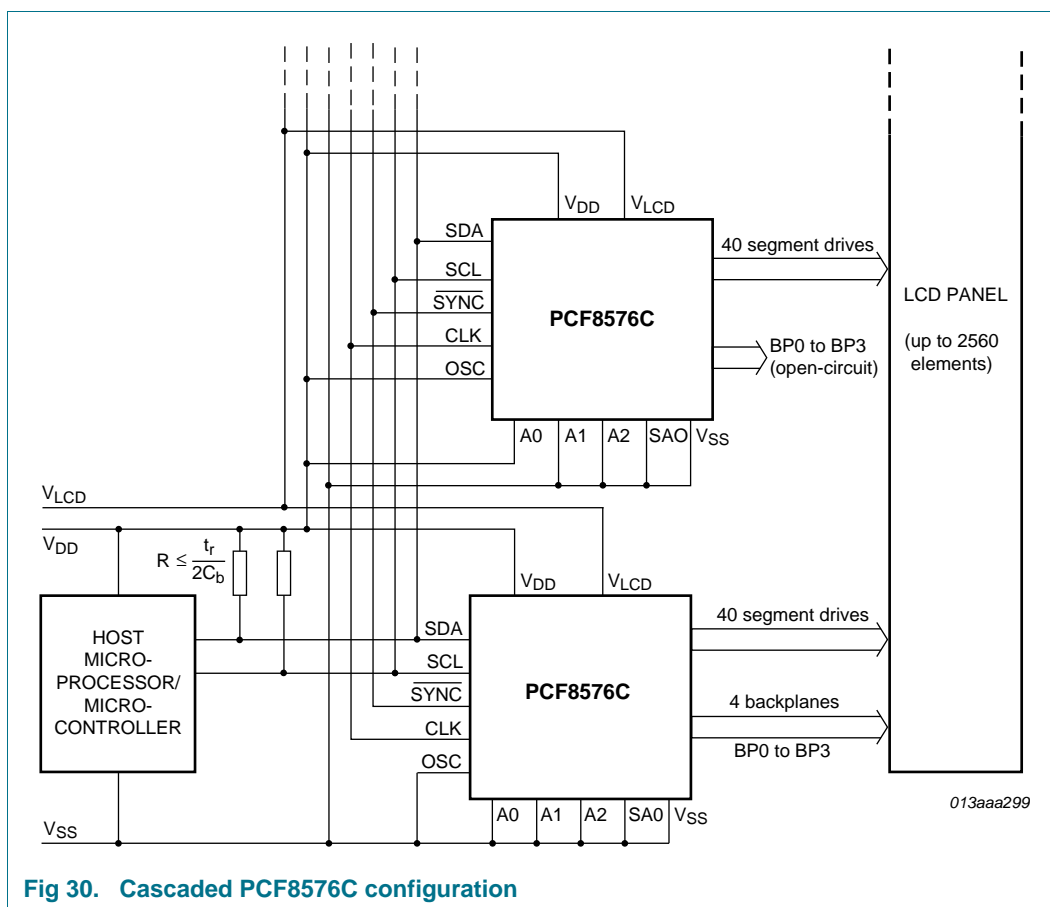 VDD
VLCD
SDA
SCL
SYNC
CLK
OSC
PCF8576C
40 segment drives
BP0 to BP3
(open-circuit)
LCD PANEL
(up to 2560
elements)
A0
A1
A2
SAO
VSS
VLCD
VDD
R ≤ tr
2Cb
VDD
VLCD
HOST
MICRO-
PROCESSOR/
MICRO-
CONTROLLER
SDA
SCL
SYNC
CLK
OSC
PCF8576C
40 segment drives
4 backplanes
BP0 to BP3
A0
A1
A2
SA0
VSS
VSS
013aaa299
Fig 30. Cascaded PCF8576C configuration